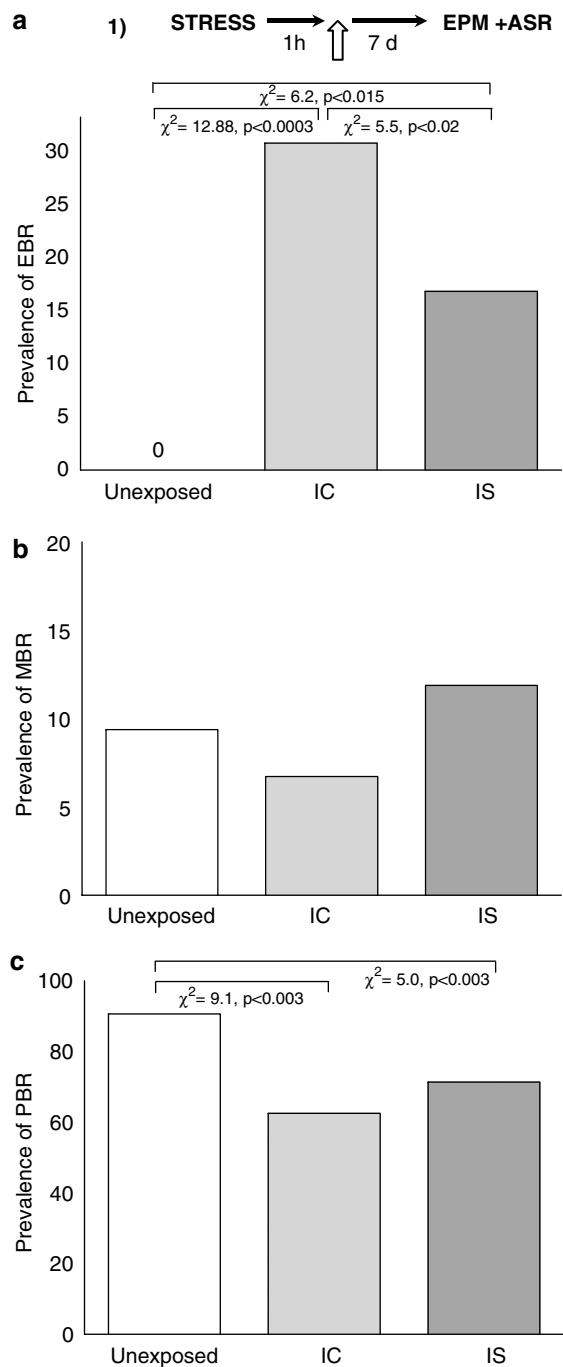 a
1) STRESS 1h 7 d EPM +ASR
χ²= 6.2, p<0.015
χ²= 12.88, p<0.0003 χ²= 5.5, p<0.02
Prevalence of EBR
30
25
20
15
10
5
0
0
Unexposed IC IS
b
Prevalence of MBR
20
15
10
5
0
Unexposed IC IS
c
χ²= 5.0, p<0.003
χ²= 9.1, p<0.003
Prevalence of PBR
100
80
60
40
20
0
Unexposed IC IS